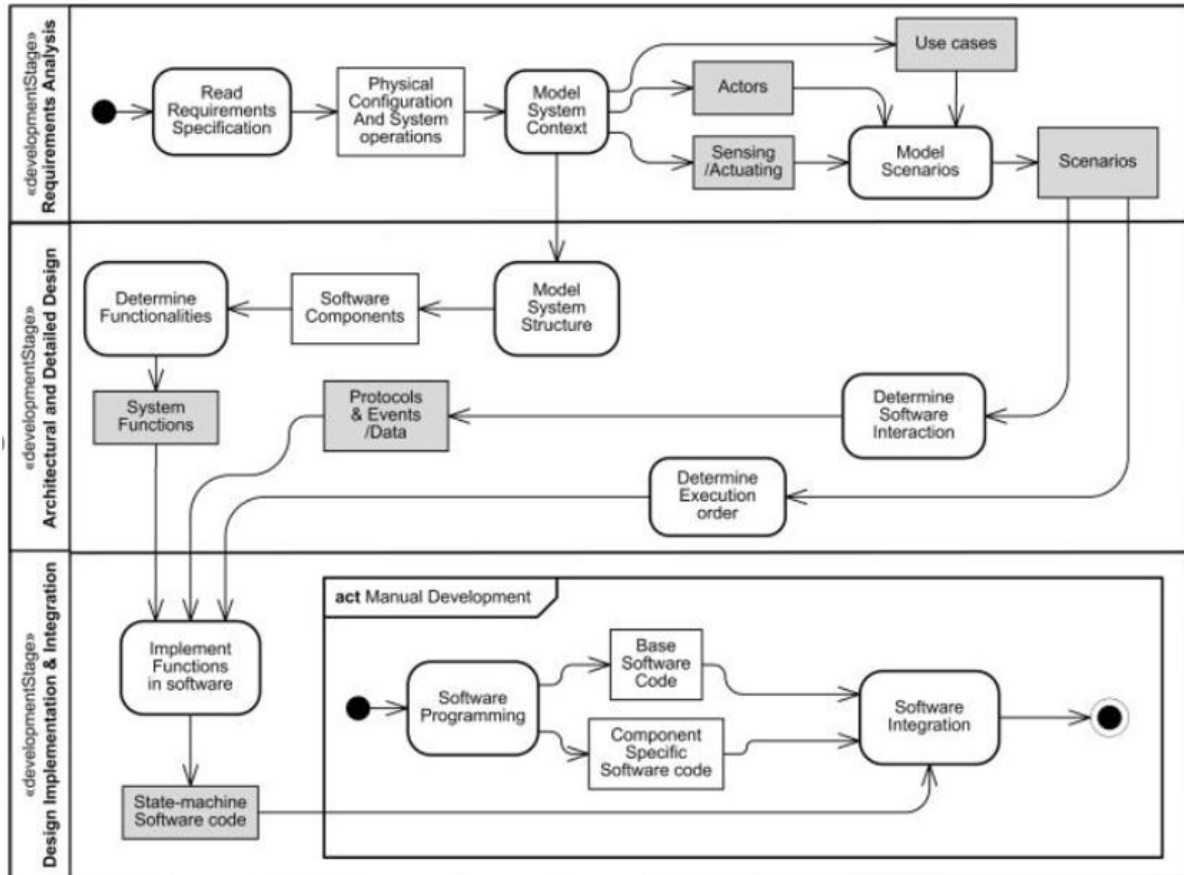 «developmentStage»
Requirements Analysis
Read
Requirements
Specification
Physical
Configuration
And System
operations
Model
System
Context
Use cases
Actors
Sensing
/Actuating
Model
Scenarios
Scenarios
«developmentStage»
Architectural and Detailed Design
Determine
Functionalities
Software
Components
Model
System
Structure
System
Functions
Protocols
& Events
/Data
Determine
Software
Interaction
Determine
Execution
order
«developmentStage»
Design Implementation & Integration
Implement
Functions
in software
State-machine
Software code
act Manual Development
Software
Programming
Base
Software
Code
Component
Specific
Software code
Software
Integration